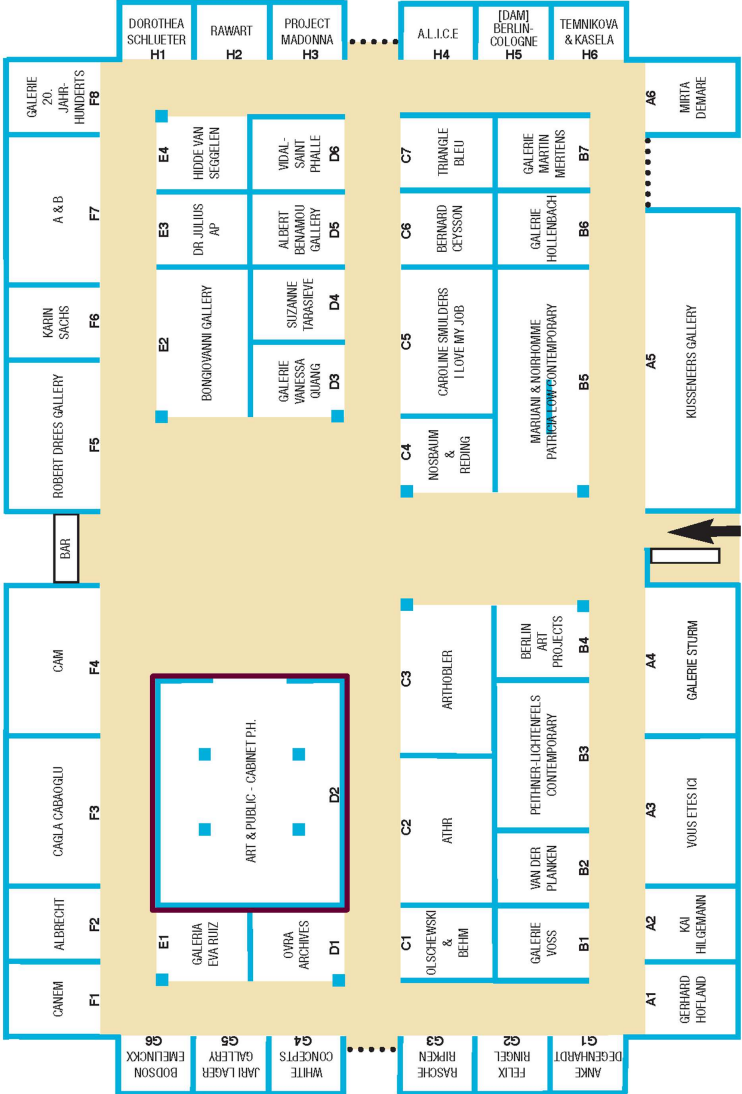 DOROTHEA
SCHLUETER
H1
RAWART
H2
PROJECT
MADONNA
H3
A.L.I.C.E
H4
[DAM]
BERLIN-
COLOGNE
H5
TEMNIKOVA
& KASELA
H6
GALERIE
20.
JAHR-
HUNDERTS
F8
A & B
F7
KARIN
SACHS
F6
ROBERT DREES GALLERY
F5
BAR
CAM
F4
CAGLA CABAOGLU
F3
ALBRECHT
F2
CANEM
F1
E4
HIDDE VAN
SEGGELEN
E3
DR JULIUS
AP
E2
BONGIOVANNI GALLERY
VIDAL-
SAINT
PHALLE
D6
ALBERT
BENAMOU
GALLERY
D5
SUZANNE
TARASIEVE
D4
GALERIE
VANESSA
QUANG
D3
ART & PUBLIC - CABINET P.H.
D2
E1
GALERIA
EVA RUIZ
OVRA
ARCHIVES
D1
C7
TRIANGLE
BLEU
C6
BERNARD
CEYSSON
C5
CAROLINE SMULDERS
I LOVE MY JOB
C4
NOSBAUM
&
REDING
GALERIE
MARTIN
MERTENS
B7
GALERIE
HOLLENBACH
B6
MARUANI & NOIRHOMME
PATRICIA LOW CONTEMPORARY
B5
C3
ARTHOBLER
C2
ATHR
C1
OLSCHEWSKI
&
BEHM
BERLIN
ART
PROJECTS
B4
PEITHNER-LICHTENFELS
CONTEMPORARY
B3
VAN DER
PLANKEN
B2
GALERIE
VOSS
B1
A6
MIRTA
DEMARE
A5
KUSSENEERS GALLERY
A4
GALERIE STURM
A3
VOUS ETES ICI
A2
KAI
HILGEMANN
A1
GERHARD
HOFLAND
G6
BODSON
EMELINCKX
G5
JARI LAGER
GALLERY
G4
WHITE
CONCEPTS
G3
RASCHE
RIPKEN
G2
FELIX
RINGEL
G1
ANKE
DEGENHARDT